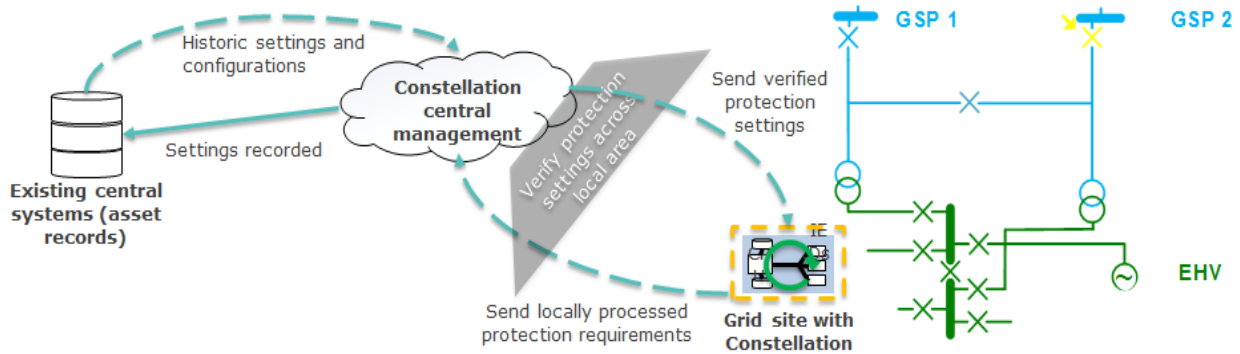 Historic settings and
configurations
Constellation
central
management
Settings recorded
Existing central
systems (asset
records)
Verify protection
settings across
local area
Send verified
protection
settings
Send locally processed
protection requirements
IE
Ds
Grid site with
Constellation
GSP 1
GSP 2
EHV